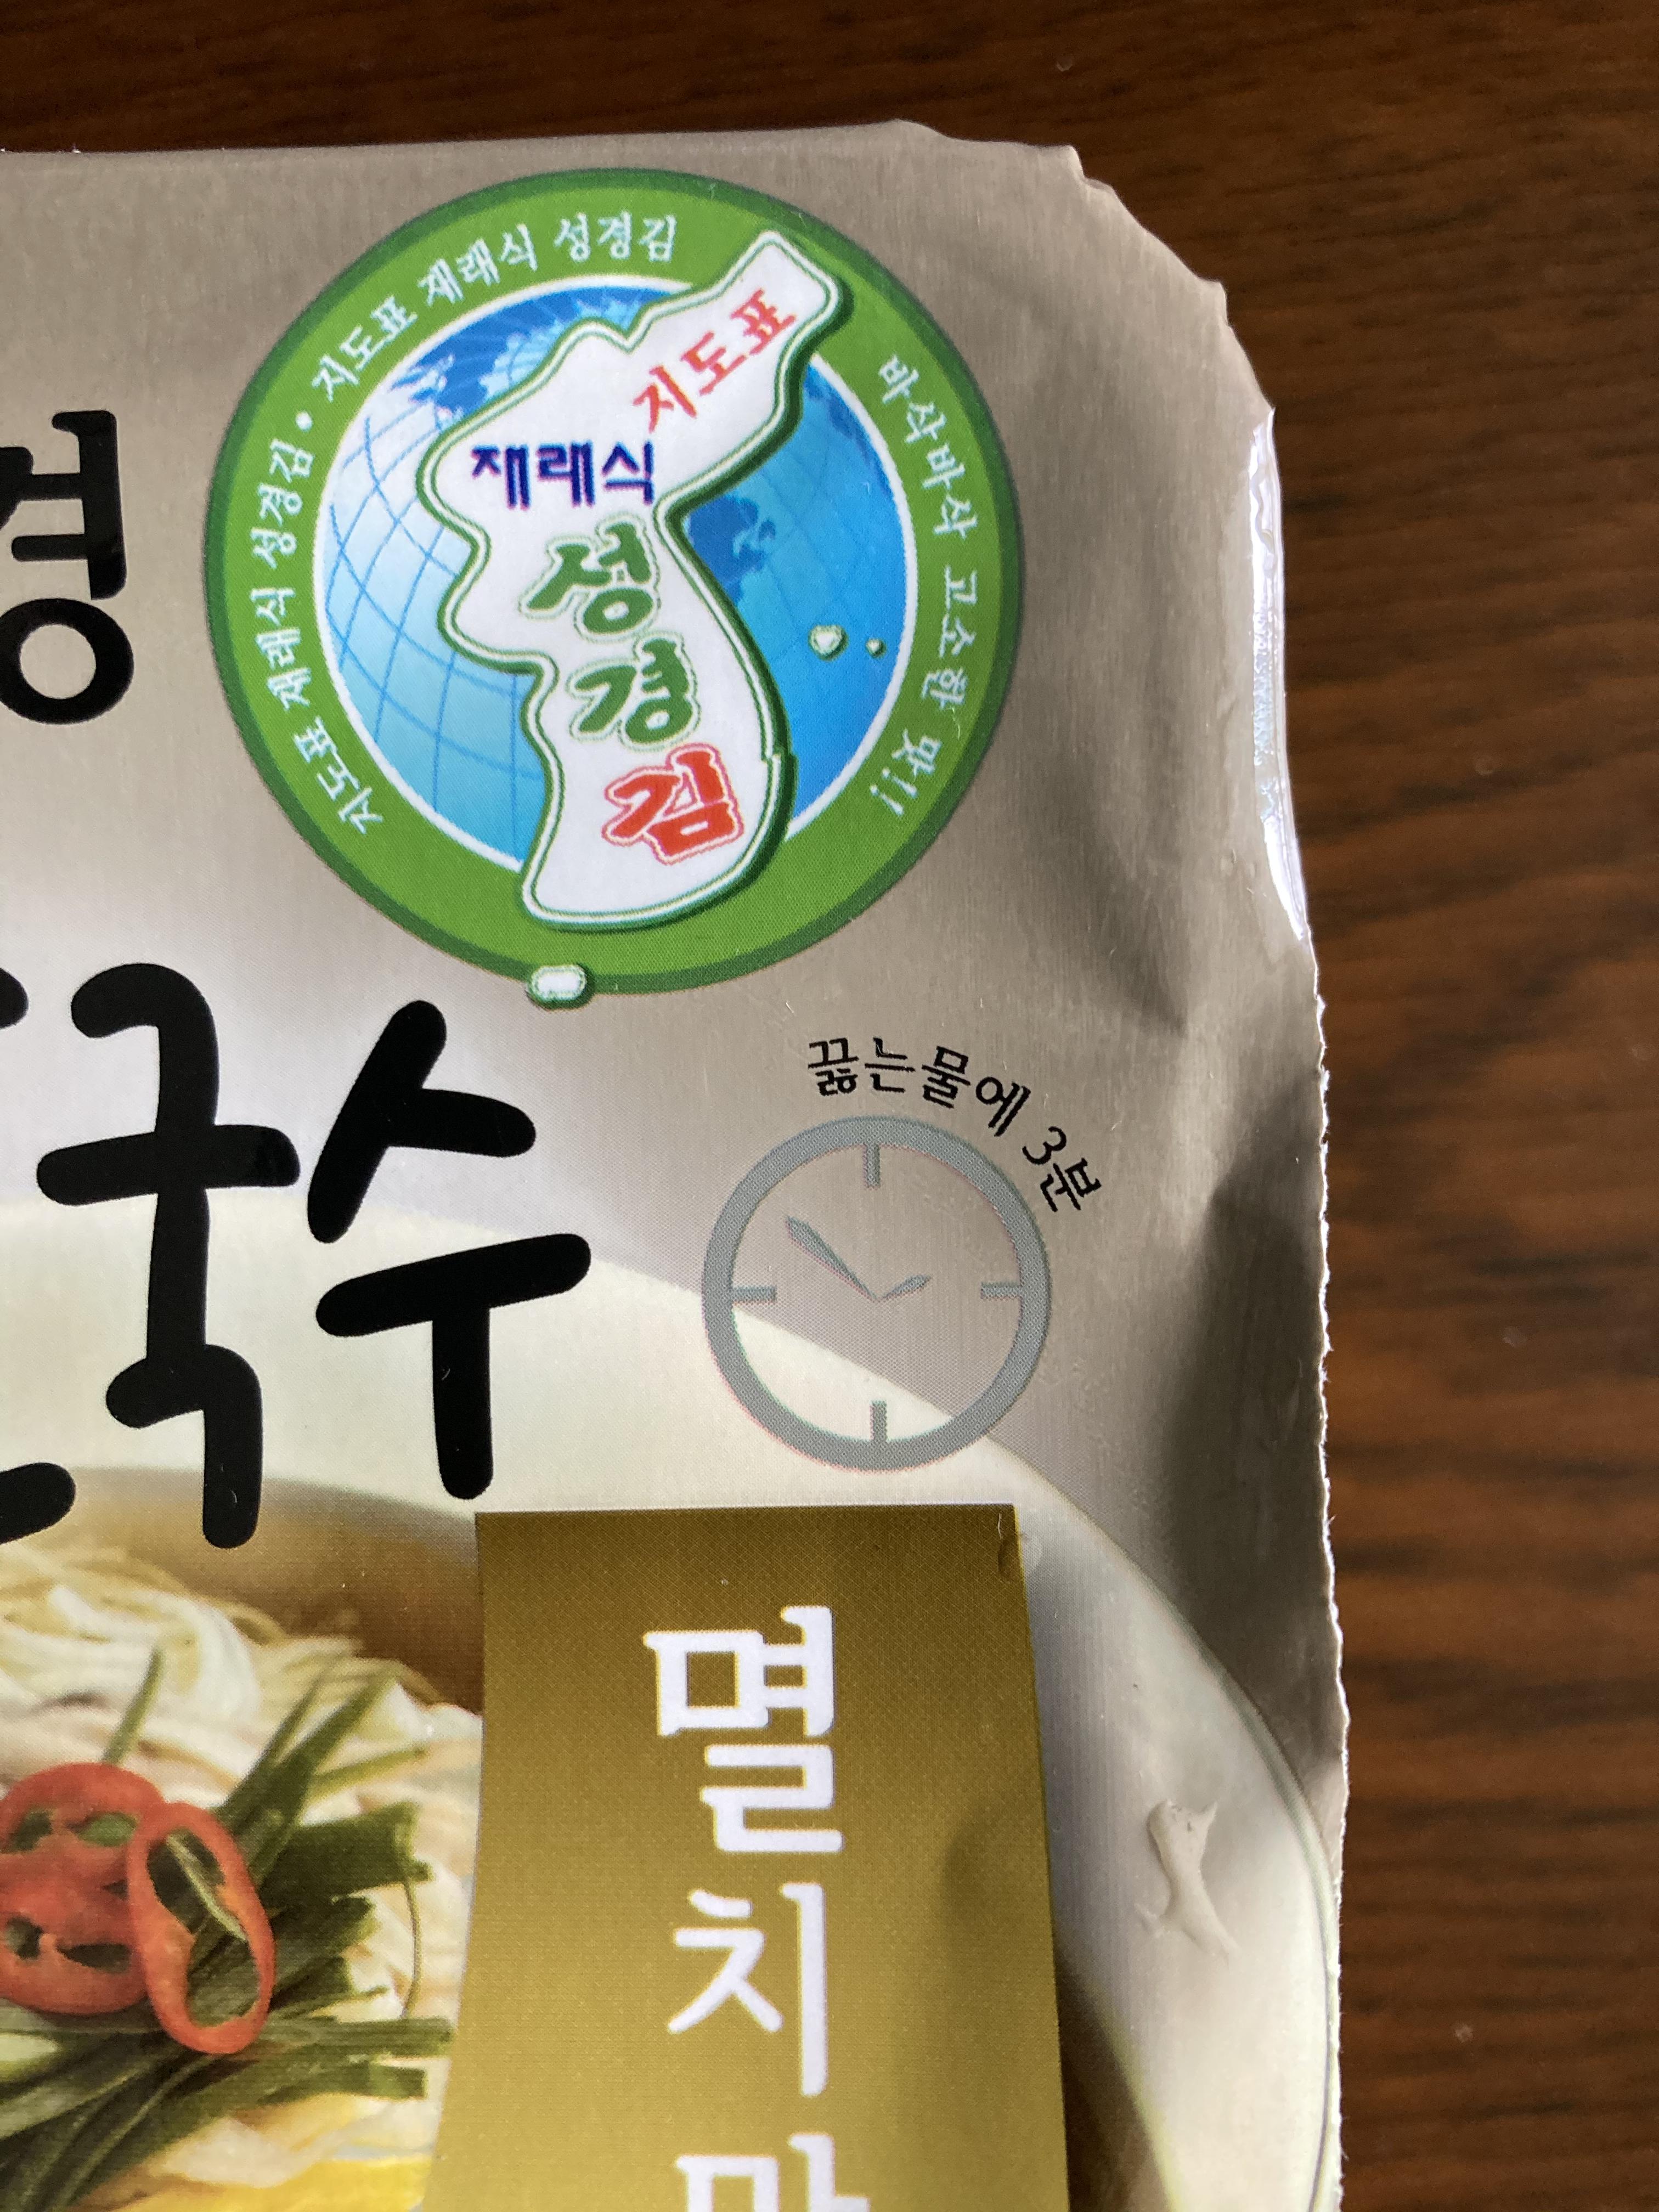 지도표 재래식 성경김 • 지도표 재래식 성경김
바삭바삭 고소한 맛!!
지도표
재래식
성경김
국수
끓는물에 3분
멸치맛